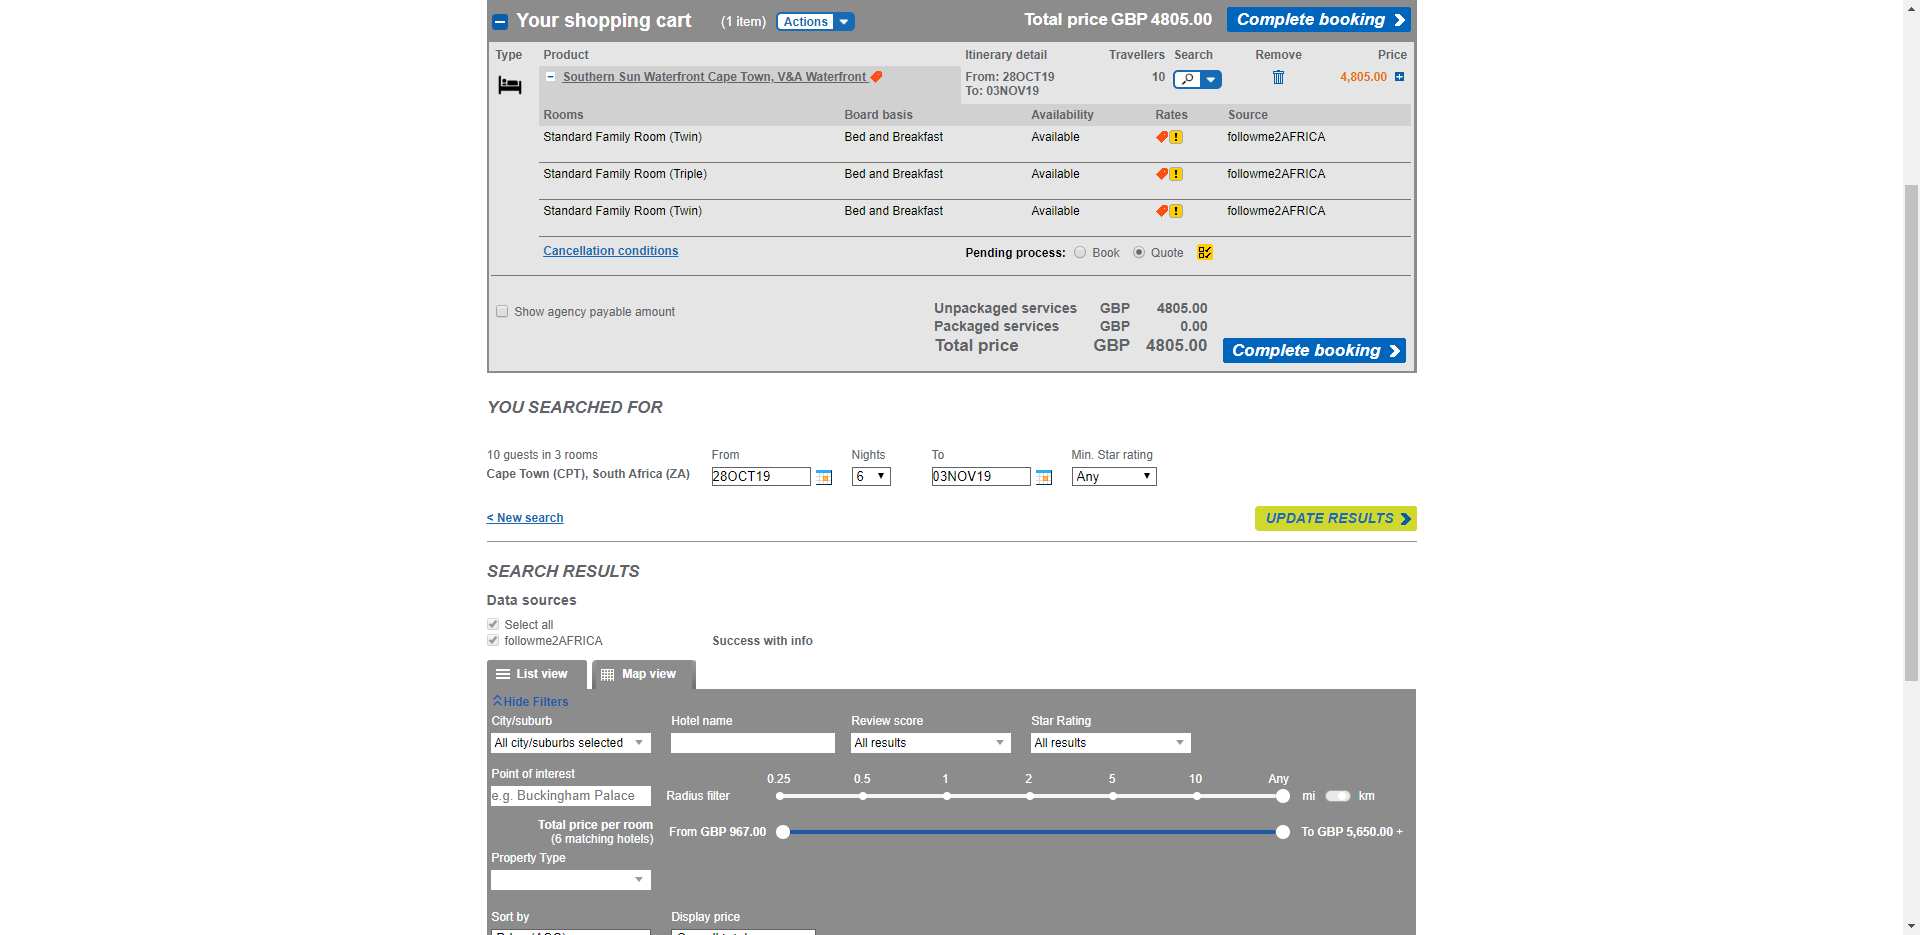 Your shopping cart (1 item) Actions Total price GBP 4805.00 Complete booking
Type Product Itinerary detail Travellers Search Remove Price
Southern Sun Waterfront Cape Town, V&A Waterfront From: 28OCT19 10 4,805.00
To: 03NOV19
Rooms Board basis Availability Rates Source
Standard Family Room (Twin) Bed and Breakfast Available ! followme2AFRICA
Standard Family Room (Triple) Bed and Breakfast Available ! followme2AFRICA
Standard Family Room (Twin) Bed and Breakfast Available ! followme2AFRICA
Cancellation conditions Pending process: Book Quote
Show agency payable amount
Unpackaged services GBP 4805.00
Packaged services GBP 0.00
Total price GBP 4805.00 Complete booking
YOU SEARCHED FOR
10 guests in 3 rooms From Nights To Min. Star rating
Cape Town (CPT), South Africa (ZA) 28OCT19 6 03NOV19 Any
< New search UPDATE RESULTS
SEARCH RESULTS
Data sources
Select all
followme2AFRICA Success with info
List view Map view
Hide Filters
City/suburb Hotel name Review score Star Rating
All city/suburbs selected All results All results
Point of interest 0.25 0.5 1 2 5 10 Any
e.g. Buckingham Palace Radius filter mi km
Total price per room From GBP 967.00 To GBP 5,650.00 +
(6 matching hotels)
Property Type
Sort by Display price